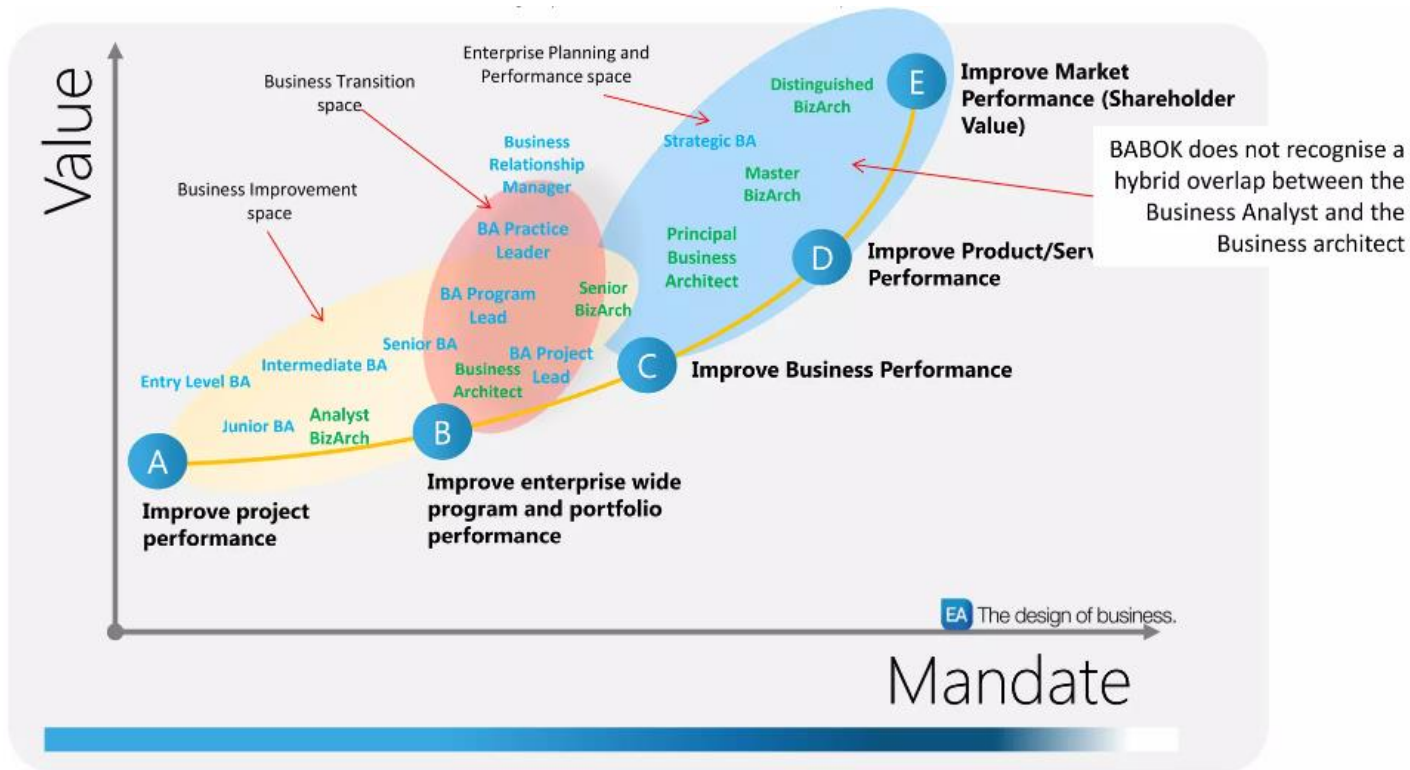 Value
Enterprise Planning and
Performance space
Business Transition
space
Business Improvement
space
Distinguished
BizArch
E
Improve Market
Performance (Shareholder
Value)
BABOK does not recognise a
hybrid overlap between the
Business Analyst and the
Business architect
Business
Relationship
Manager
Strategic BA
Master
BizArch
BA Practice
Leader
Principal
Business
Architect
D
Improve Product/Serv
Performance
BA Program
Lead
Senior
BizArch
Senior BA
BA Project
Lead
Intermediate BA
Entry Level BA
Business
Architect
C
Improve Business Performance
Junior BA
Analyst
BizArch
B
A
Improve enterprise wide
program and portfolio
performance
Improve project
performance
EA The design of business.
Mandate